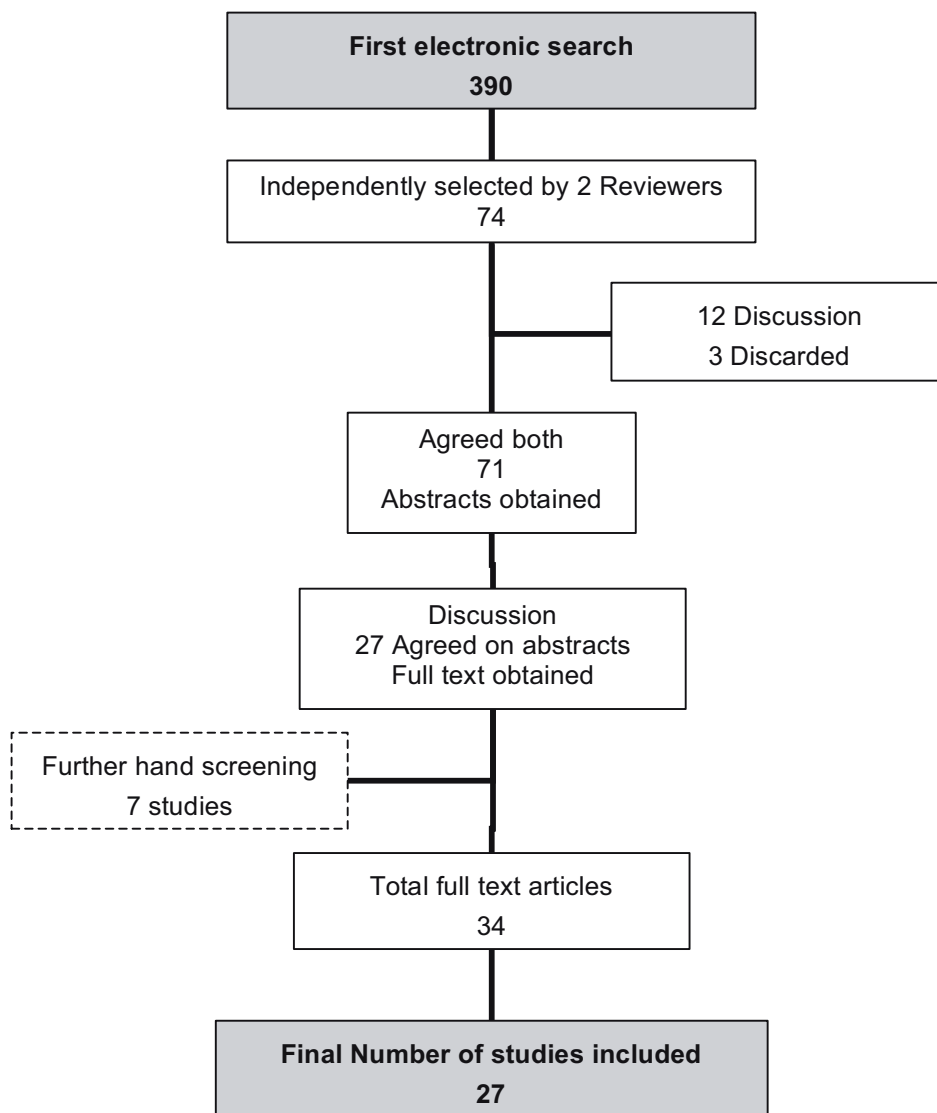 First electronic search
390
Independently selected by 2 Reviewers
74
12 Discussion
3 Discarded
Agreed both
71
Abstracts obtained
Discussion
27 Agreed on abstracts
Full text obtained
Further hand screening
7 studies
Total full text articles
34
Final Number of studies included
27